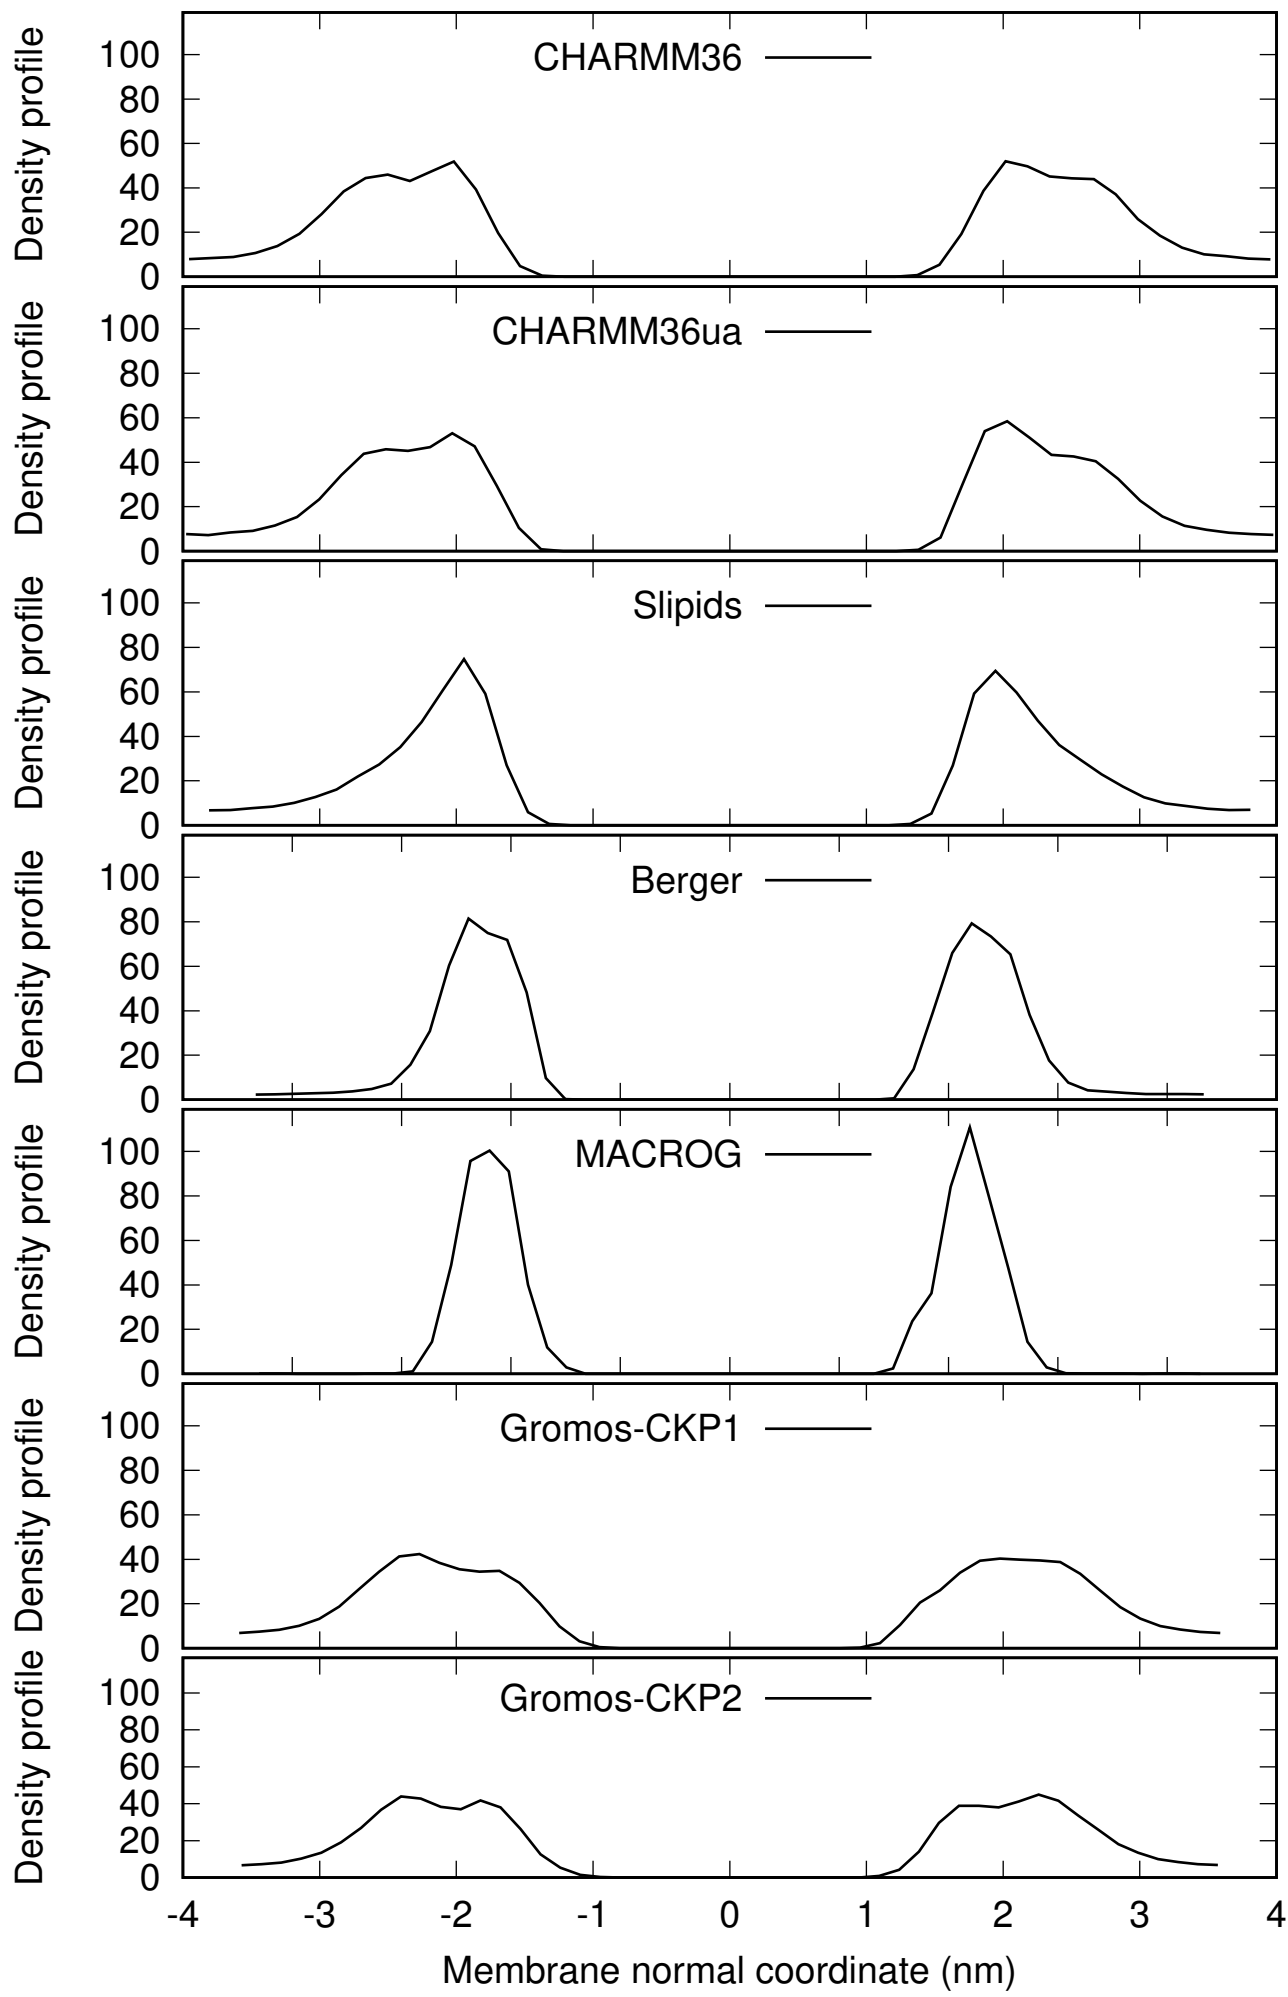 Density profile
100
80
60
40
20
0
CHARMM36
Density profile
100
80
60
40
20
0
CHARMM36ua
Density profile
100
80
60
40
20
0
Slipids
Density profile
100
80
60
40
20
0
Berger
Density profile
100
80
60
40
20
0
MACROG
Density profile
100
80
60
40
20
0
Gromos-CKP1
Density profile
100
80
60
40
20
0
Gromos-CKP2
-4 -3 -2 -1 0 1 2 3 4
Membrane normal coordinate (nm)